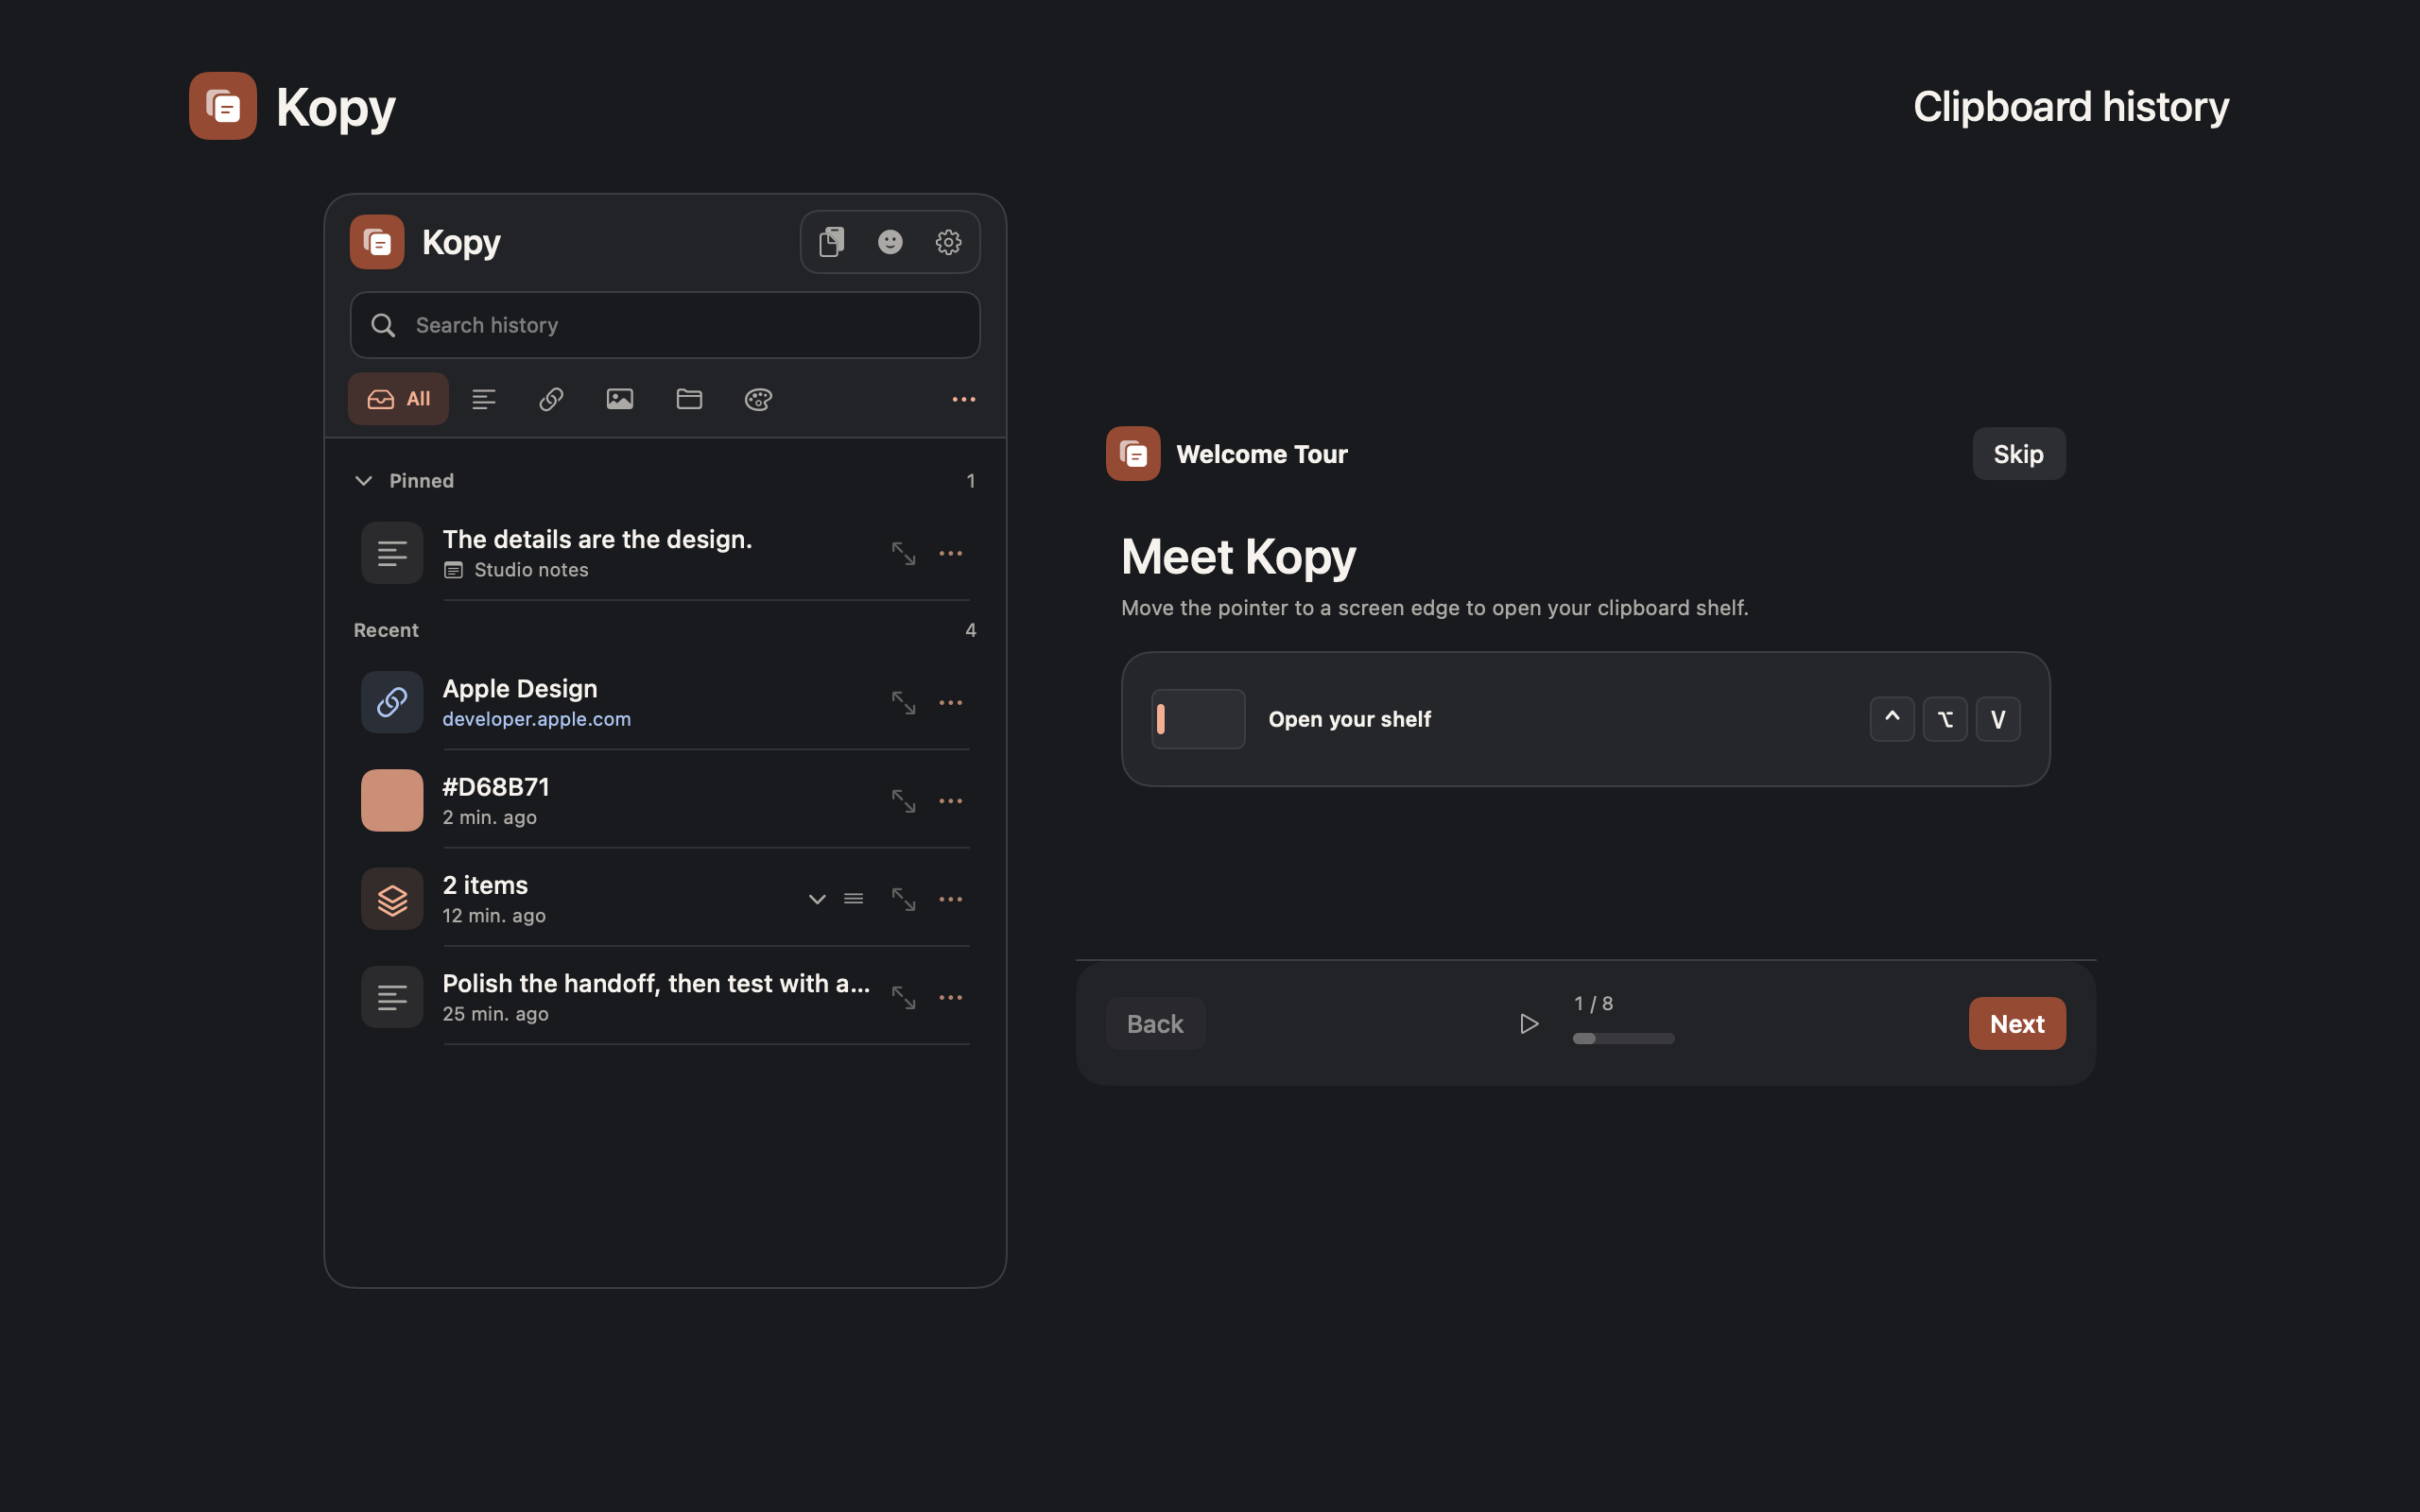 Kopy
Clipboard history
Kopy
Search history
All
Pinned
1
The details are the design.
Studio notes
Recent
4
Apple Design
developer.apple.com
#D68B71
2 min. ago
2 items
12 min. ago
Polish the handoff, then test with a...
25 min. ago
Welcome Tour
Skip
Meet Kopy
Move the pointer to a screen edge to open your clipboard shelf.
Open your shelf
^ ⌥ V
Back
1 / 8
Next